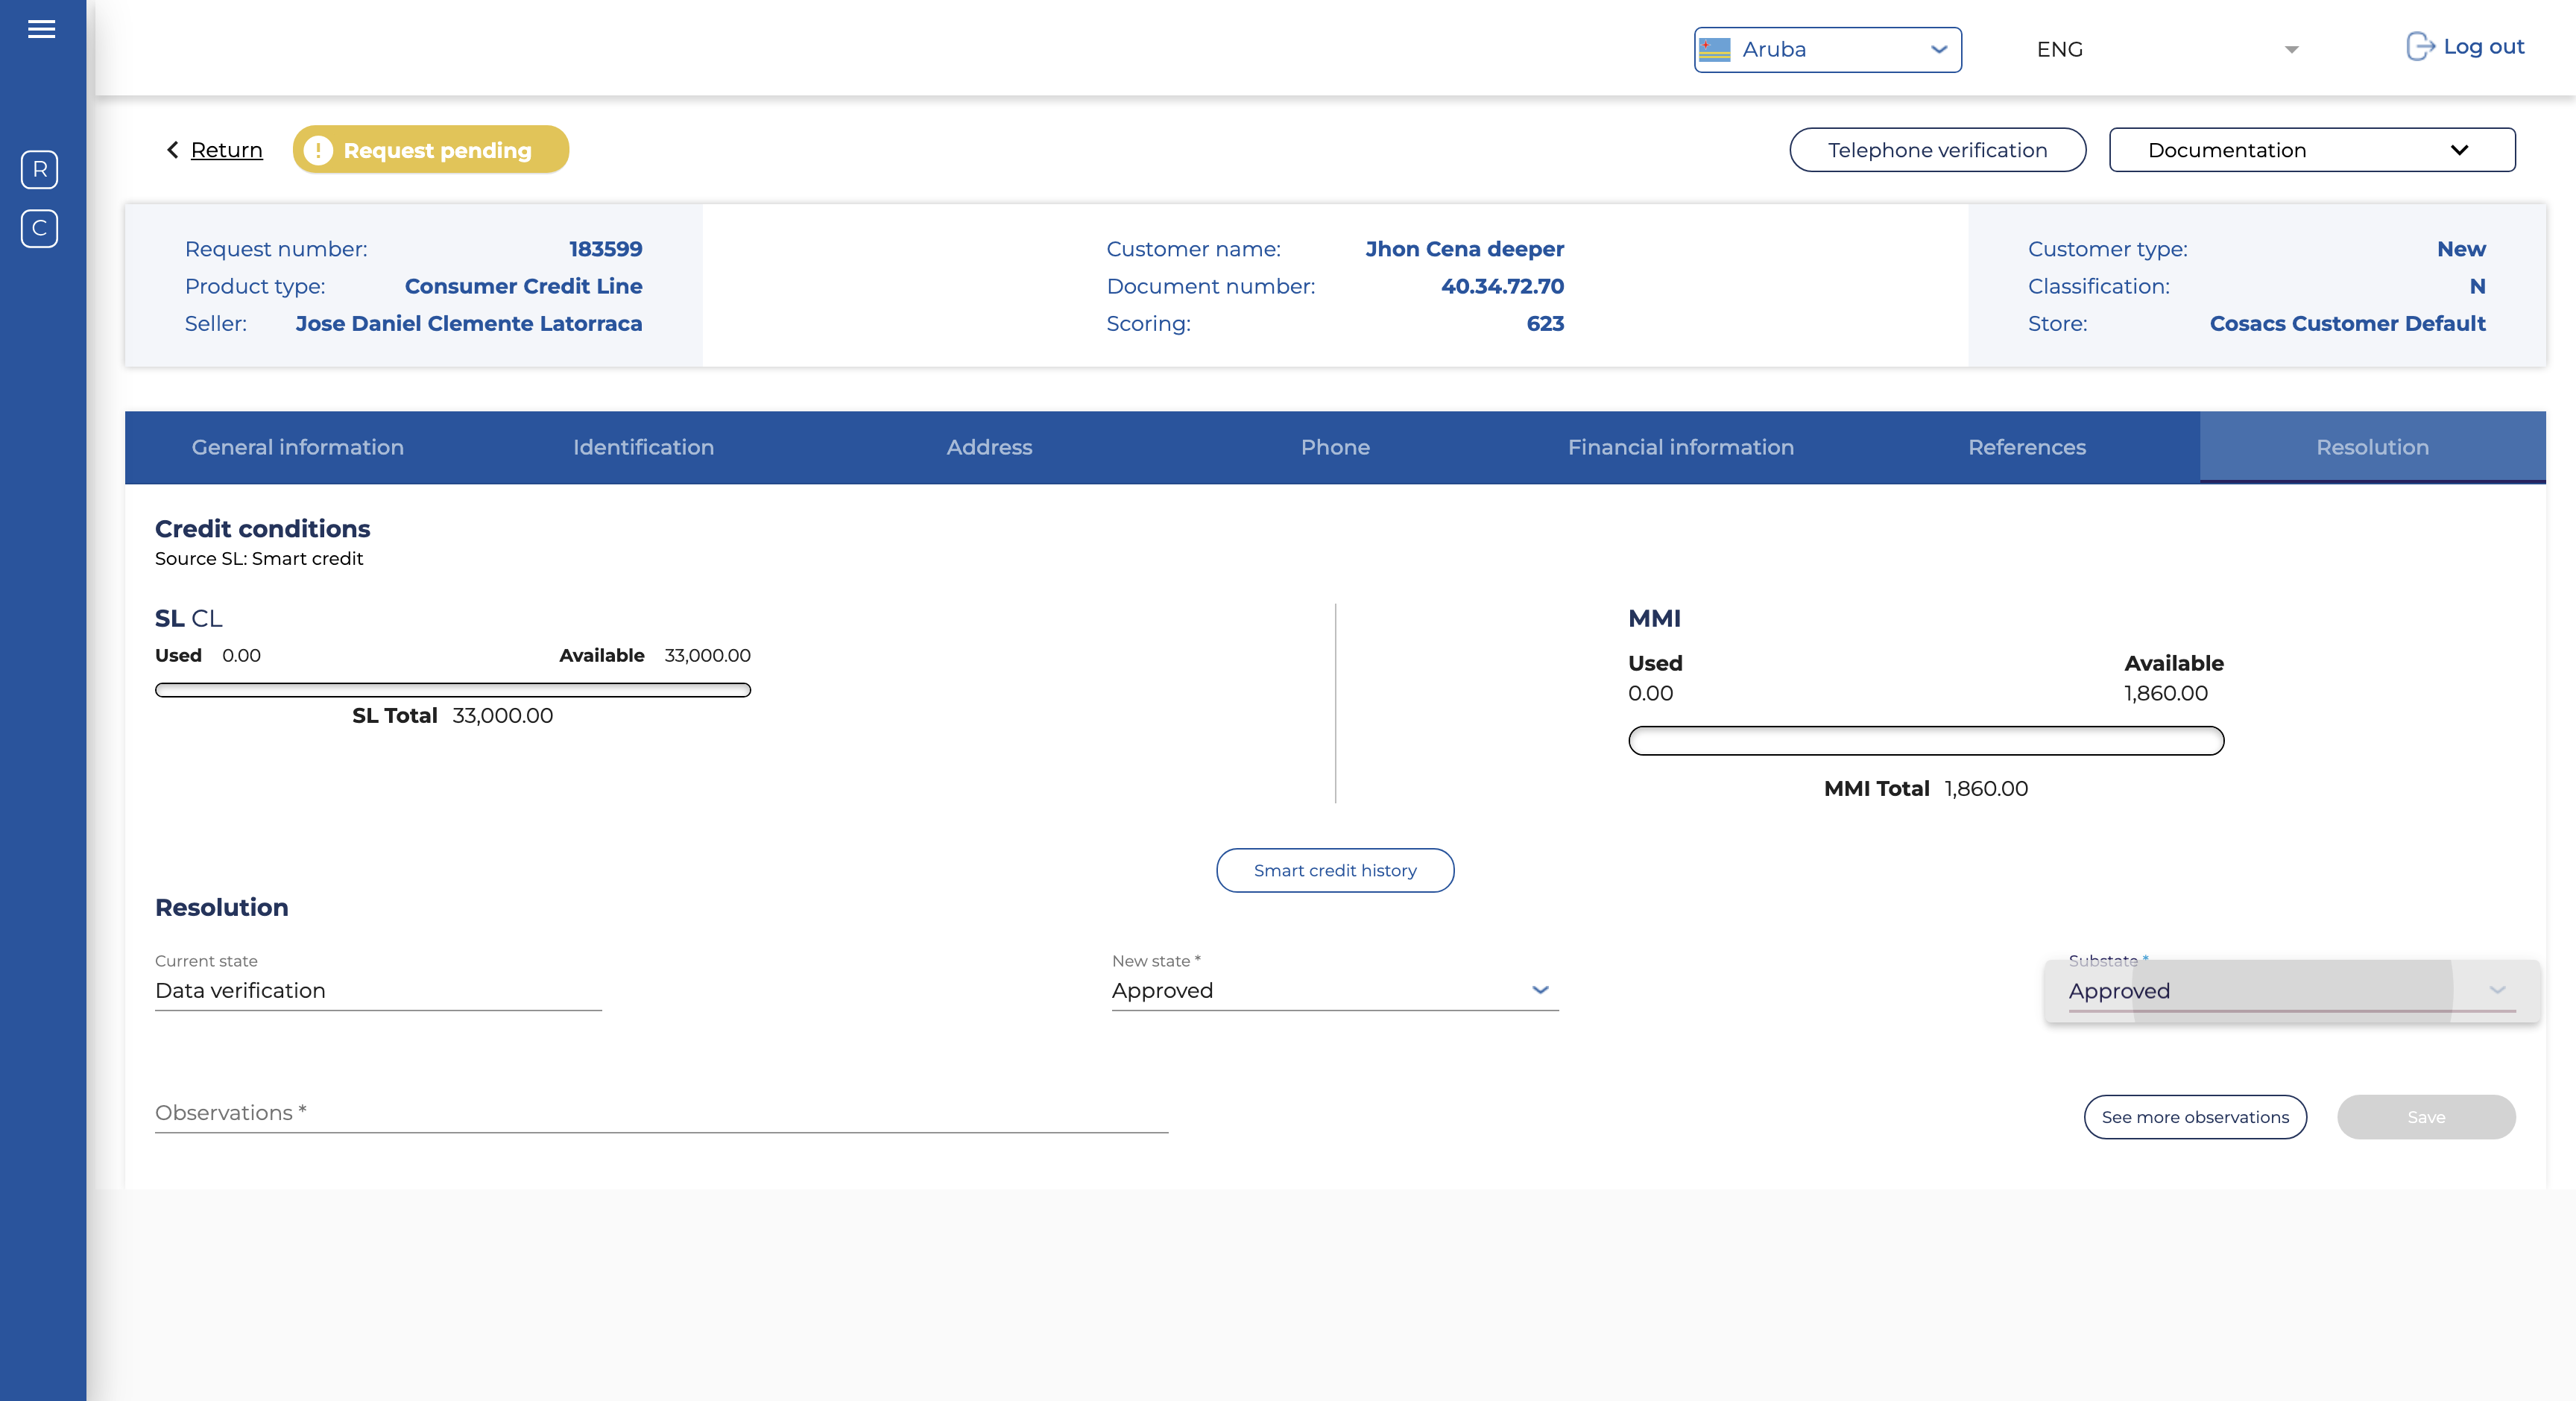 Aruba
ENG
Log out
R
C
Return
Request pending
Telephone verification
Documentation
Request number: 183599
Product type: Consumer Credit Line
Seller: Jose Daniel Clemente Latorraca
Customer name: Jhon Cena deeper
Document number: 40.34.72.70
Scoring: 623
Customer type: New
Classification: N
Store: Cosacs Customer Default
General information
Identification
Address
Phone
Financial information
References
Resolution
Credit conditions
Source SL: Smart credit
SL CL
Used 0.00 Available 33,000.00
SL Total 33,000.00
MMI
Used Available
0.00 1,860.00
MMI Total 1,860.00
Smart credit history
Resolution
Current state
Data verification
New state *
Approved
Substate *
Approved
Observations *
See more observations
Save